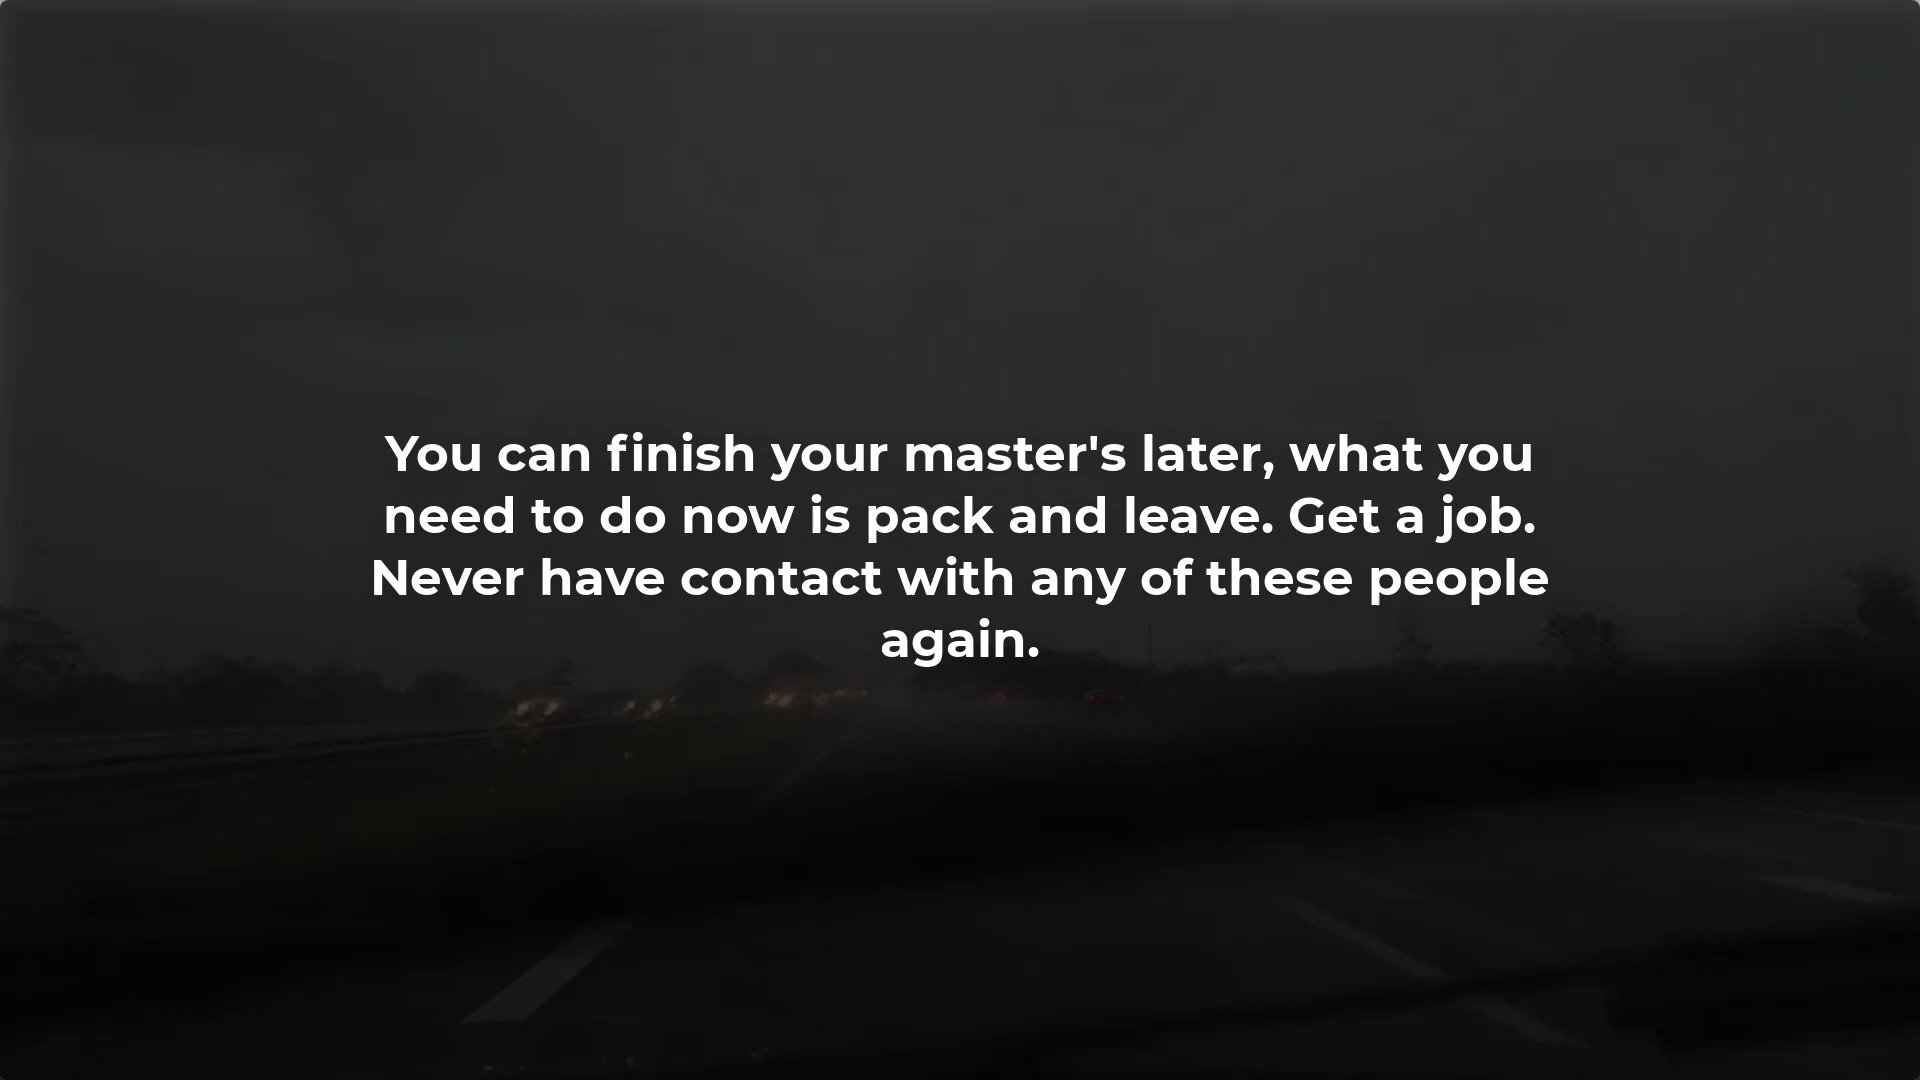 You can finish your master's later, what you
need to do now is pack and leave. Get a job.
Never have contact with any of these people
again.